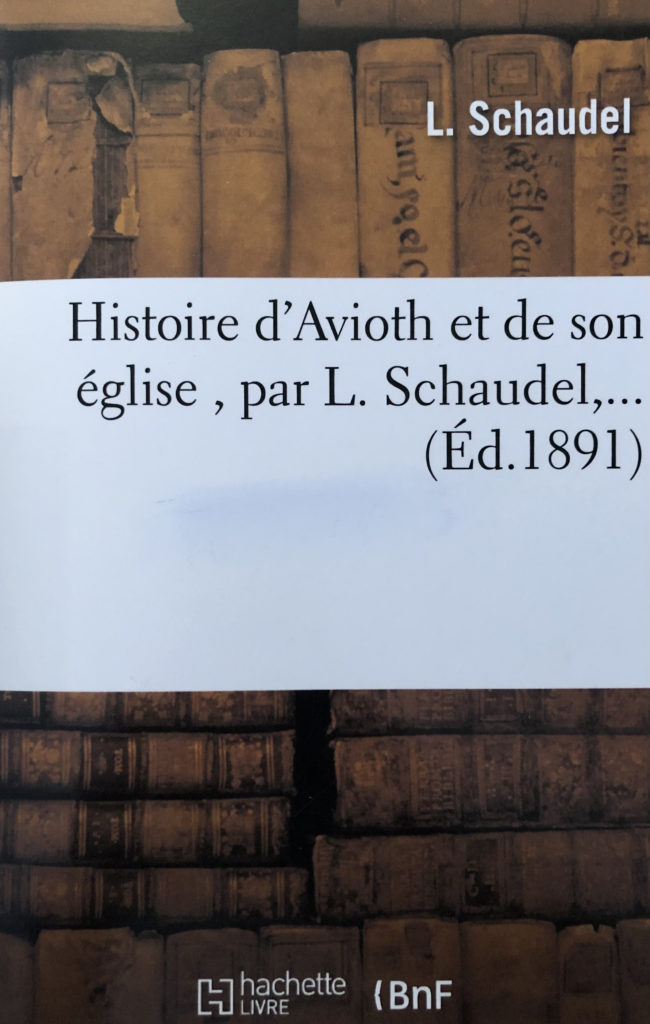 L. Schaudel
Histoire d'Avioth et de son
église , par L. Schaudel,...
(Éd.1891)
hachette
LIVRE
{BnF